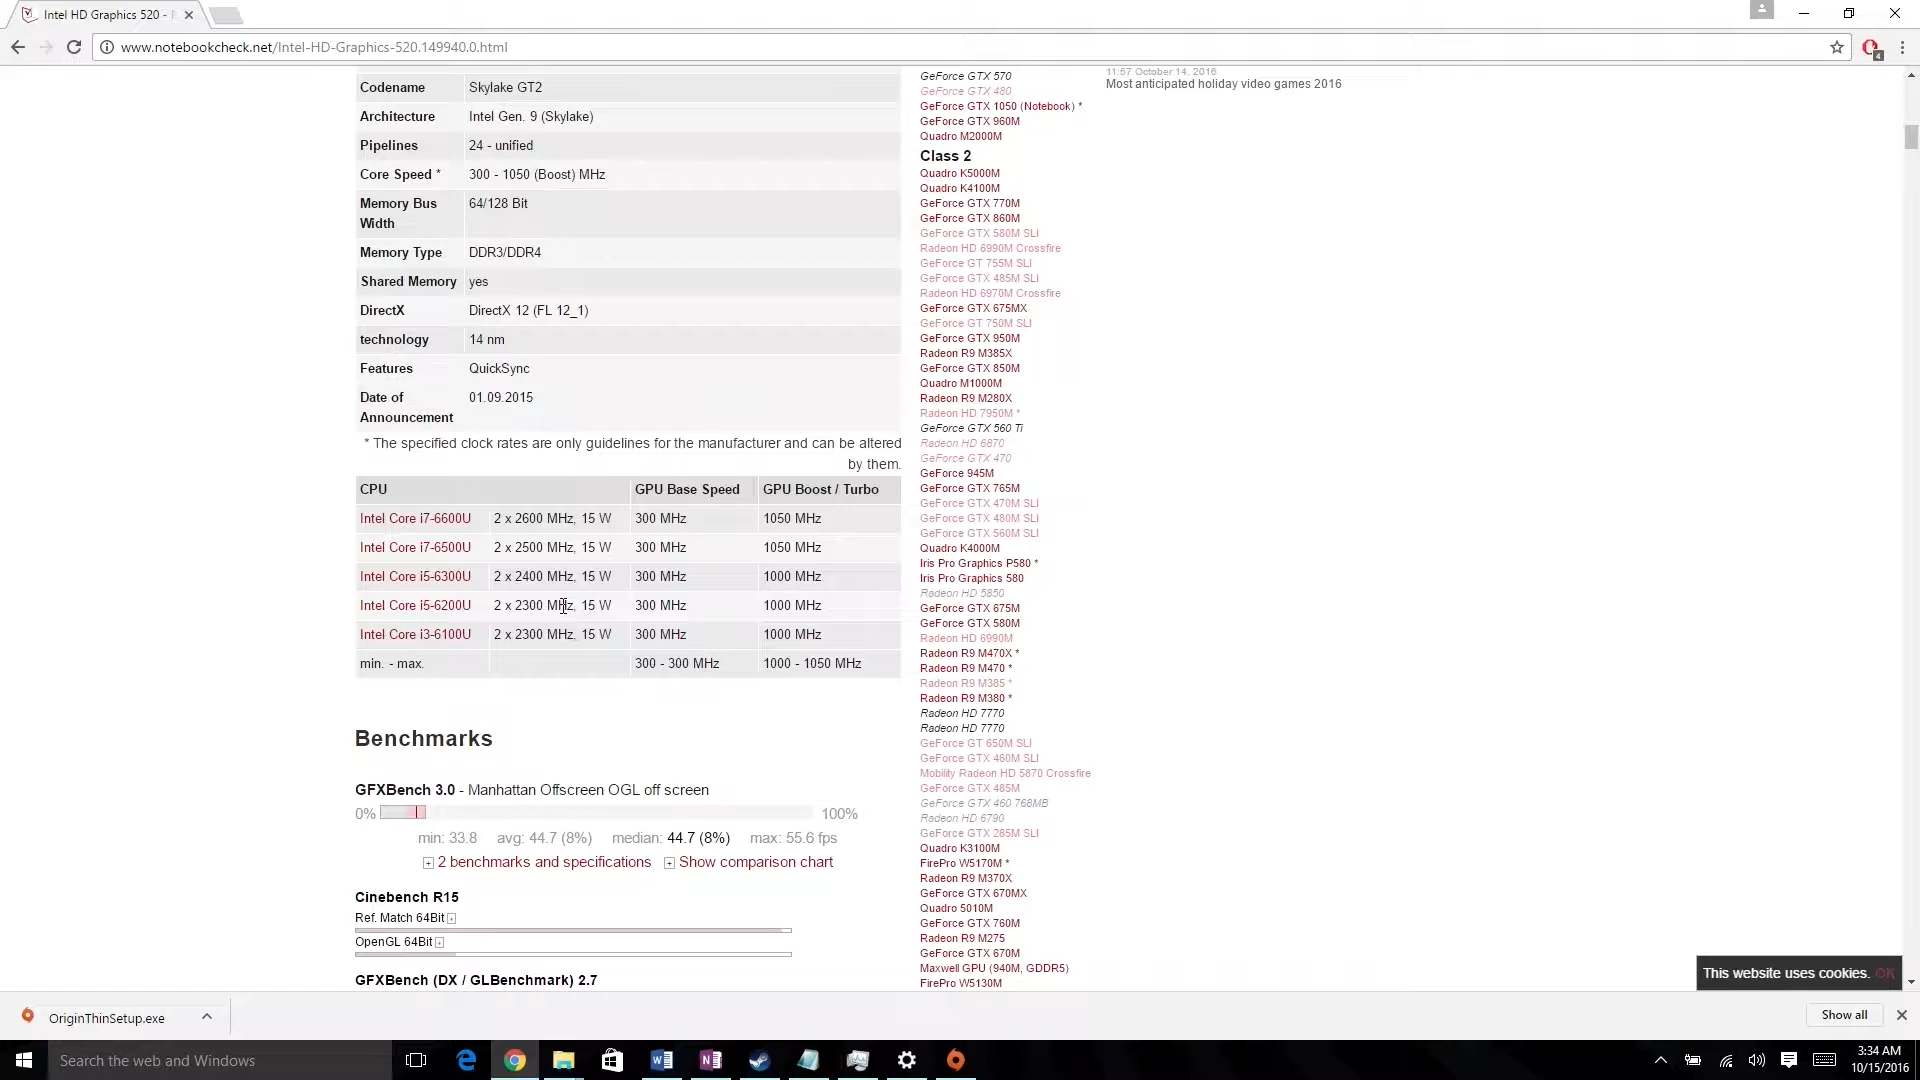 Intel HD Graphics 520 -
www.notebookcheck.net/Intel-HD-Graphics-520.149940.0.html
4
Codename Skylake GT2
Architecture Intel Gen. 9 (Skylake)
Pipelines 24 - unified
Core Speed * 300 - 1050 (Boost) MHz
Memory Bus Width 64/128 Bit
Memory Type DDR3/DDR4
Shared Memory yes
DirectX DirectX 12 (FL 12_1)
technology 14 nm
Features QuickSync
Date of Announcement 01.09.2015
* The specified clock rates are only guidelines for the manufacturer and can be altered
by them.
CPU GPU Base Speed GPU Boost / Turbo
Intel Core i7-6600U 2 x 2600 MHz, 15 W 300 MHz 1050 MHz
Intel Core i7-6500U 2 x 2500 MHz, 15 W 300 MHz 1050 MHz
Intel Core i5-6300U 2 x 2400 MHz, 15 W 300 MHz 1000 MHz
Intel Core i5-6200U 2 x 2300 MHz, 15 W 300 MHz 1000 MHz
Intel Core i3-6100U 2 x 2300 MHz, 15 W 300 MHz 1000 MHz
min. - max. 300 - 300 MHz 1000 - 1050 MHz
Benchmarks
GFXBench 3.0 - Manhattan Offscreen OGL off screen
0% 100%
min: 33.8 avg: 44.7 (8%) median: 44.7 (8%) max: 55.6 fps
+ 2 benchmarks and specifications + Show comparison chart
Cinebench R15
Ref. Match 64Bit +
OpenGL 64Bit +
GFXBench (DX / GLBenchmark) 2.7
GeForce GTX 570
GeForce GTX 480
GeForce GTX 1050 (Notebook) *
GeForce GTX 960M
Quadro M2000M
Class 2
Quadro K5000M
Quadro K4100M
GeForce GTX 770M
GeForce GTX 860M
GeForce GTX 580M SLI
Radeon HD 6990M Crossfire
GeForce GT 755M SLI
GeForce GTX 485M SLI
Radeon HD 6970M Crossfire
GeForce GTX 675MX
GeForce GT 750M SLI
GeForce GTX 950M
Radeon R9 M385X
GeForce GTX 850M
Quadro M1000M
Radeon R9 M280X
Radeon HD 7950M *
GeForce GTX 560 Ti
Radeon HD 6870
GeForce GTX 470
GeForce 945M
GeForce GTX 765M
GeForce GTX 470M SLI
GeForce GTX 480M SLI
GeForce GTX 560M SLI
Quadro K4000M
Iris Pro Graphics P580 *
Iris Pro Graphics 580
Radeon HD 5850
GeForce GTX 675M
GeForce GTX 580M
Radeon HD 6990M
Radeon R9 M470X *
Radeon R9 M470 *
Radeon R9 M385 *
Radeon R9 M380 *
Radeon HD 7770
Radeon HD 7770
GeForce GT 650M SLI
GeForce GTX 460M SLI
Mobility Radeon HD 5870 Crossfire
GeForce GTX 485M
GeForce GTX 460 768MB
Radeon HD 6790
GeForce GTX 285M SLI
Quadro K3100M
FirePro W5170M *
Radeon R9 M370X
GeForce GTX 670MX
Quadro 5010M
GeForce GTX 760M
Radeon R9 M275
GeForce GTX 670M
Maxwell GPU (940M, GDDR5)
FirePro W5130M
11:57 October 14, 2016
Most anticipated holiday video games 2016
This website uses cookies. OK
OriginThinSetup.exe
Show all
Search the web and Windows
3:34 AM
10/15/2016